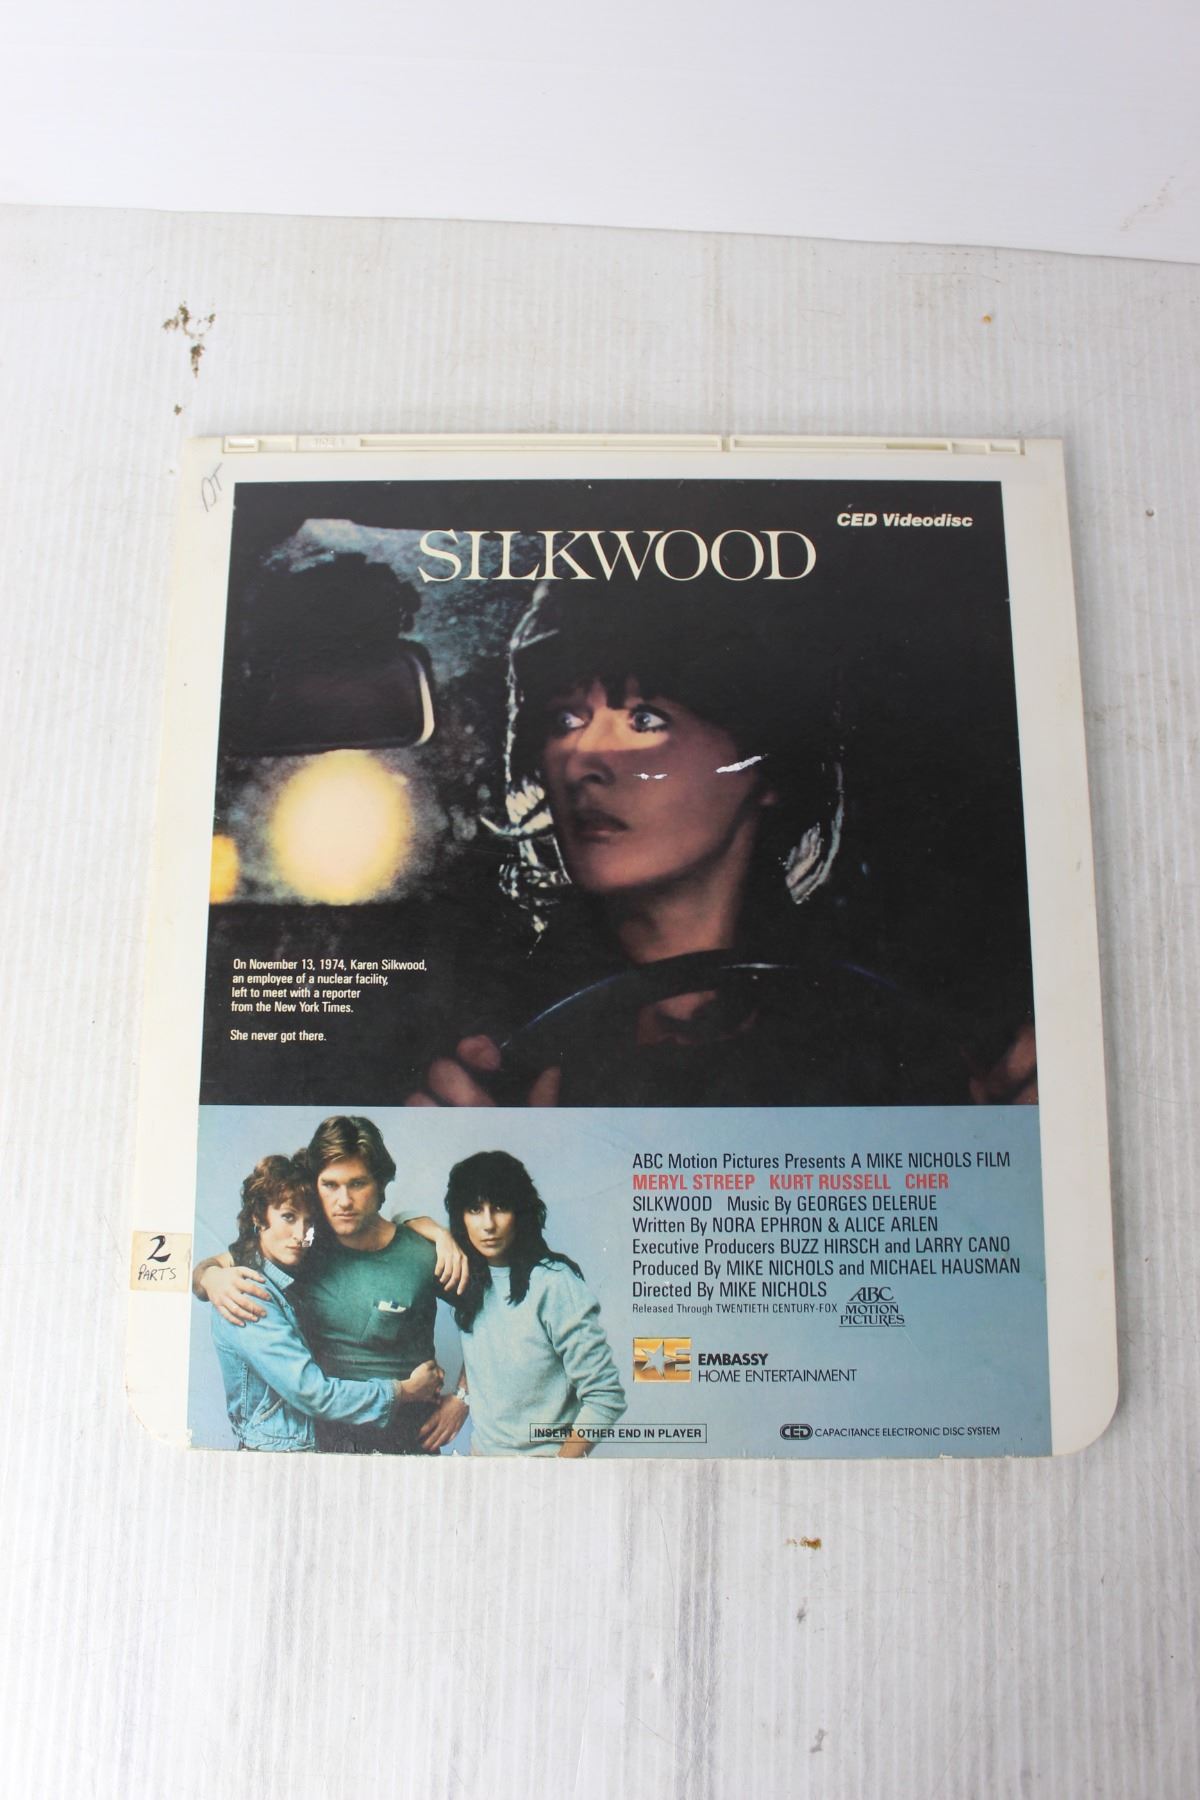 SIDE 1
DT
CED Videodisc
SILKWOOD
On November 13, 1974, Karen Silkwood,
an employee of a nuclear facility,
left to meet with a reporter
from the New York Times.
She never got there.
2
PARTS
ABC Motion Pictures Presents A MIKE NICHOLS FILM
MERYL STREEP KURT RUSSELL CHER
SILKWOOD Music By GEORGES DELERUE
Written By NORA EPHRON & ALICE ARLEN
Executive Producers BUZZ HIRSCH and LARRY CANO
Produced By MIKE NICHOLS and MICHAEL HAUSMAN
Directed By MIKE NICHOLS
Released Through TWENTIETH CENTURY-FOX
ABC
MOTION
PICTURES
E
EMBASSY
HOME ENTERTAINMENT
INSERT OTHER END IN PLAYER
CED CAPACITANCE ELECTRONIC DISC SYSTEM